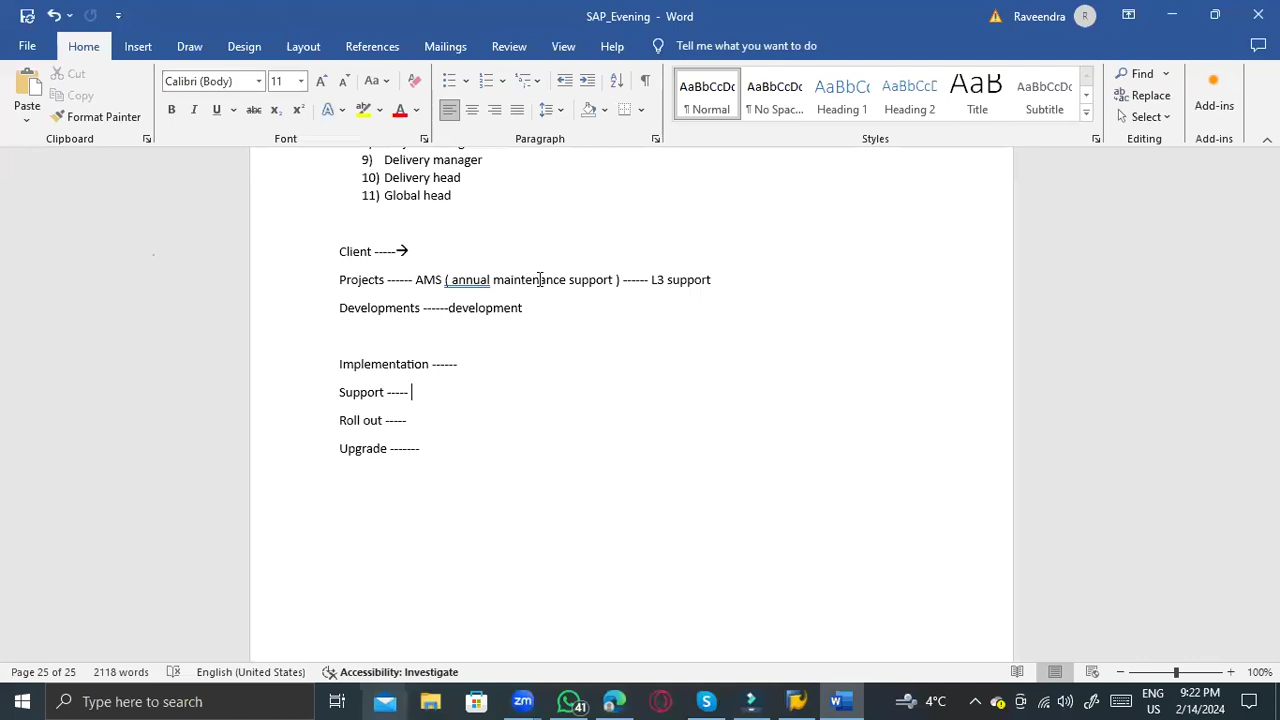 SAP_Evening - Word
Raveendra
R
File
Home
Insert
Draw
Design
Layout
References
Mailings
Review
View
Help
Tell me what you want to do
Paste
Cut
Copy
Format Painter
Clipboard
Calibri (Body)
11
Font
Paragraph
AaBbCcDc
¶ Normal
AaBbCcDc
¶ No Spac...
AaBbCcD
Heading 1
AaBbCcD
Heading 2
AaB
Title
AaBbCcD
Subtitle
Styles
Find
Replace
Select
Editing
Add-ins
Add-ins
9) Delivery manager
10) Delivery head
11) Global head
Client -----→
Projects ------ AMS ( annual maintenance support ) ------ L3 support
Developments ------development
Implementation ------
Support -----
Roll out -----
Upgrade -------
Page 25 of 25
2118 words
English (United States)
Accessibility: Investigate
100%
Type here to search
zm
41
4°C
ENG
US
9:22 PM
2/14/2024